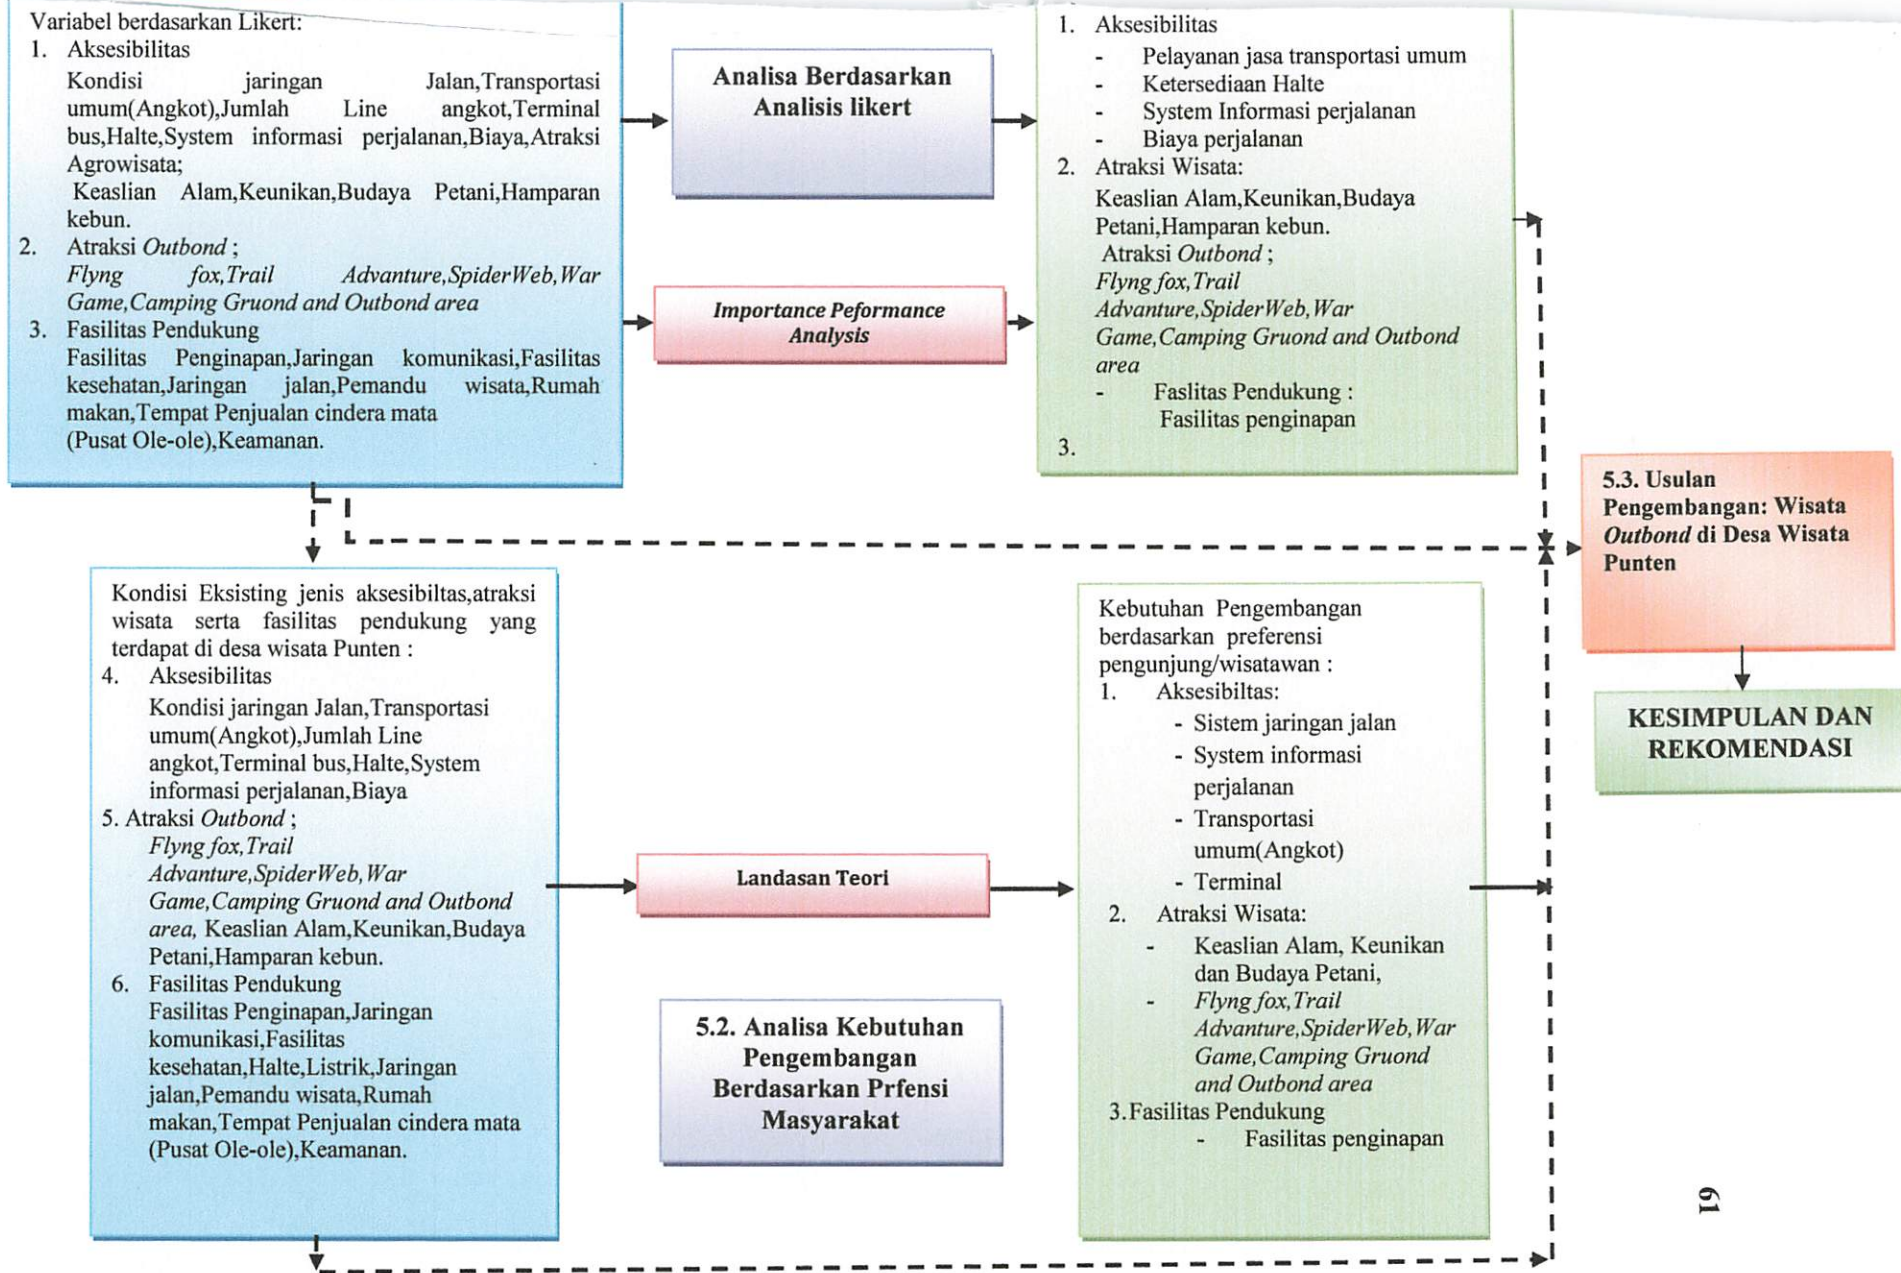 Variabel berdasarkan Likert:
1. Aksesibilitas
Kondisi jaringan Jalan,Transportasi
umum(Angkot),Jumlah Line angkot,Terminal
bus,Halte,System informasi perjalanan,Biaya,Atraksi
Agrowisata;
Keaslian Alam,Keunikan,Budaya Petani,Hamparan
kebun.
2. Atraksi Outbond ;
Flyng fox,Trail Advanture,SpiderWeb,War
Game,Camping Gruond and Outbond area
3. Fasilitas Pendukung
Fasilitas Penginapan,Jaringan komunikasi,Fasilitas
kesehatan,Jaringan jalan,Pemandu wisata,Rumah
makan,Tempat Penjualan cindera mata
(Pusat Ole-ole),Keamanan.
Analisa Berdasarkan
Analisis likert
Importance Peformance
Analysis
1. Aksesibilitas
- Pelayanan jasa transportasi umum
- Ketersediaan Halte
- System Informasi perjalanan
- Biaya perjalanan
2. Atraksi Wisata:
Keaslian Alam,Keunikan,Budaya
Petani,Hamparan kebun.
Atraksi Outbond ;
Flyng fox,Trail
Advanture,SpiderWeb,War
Game,Camping Gruond and Outbond
area
- Faslitas Pendukung :
Fasilitas penginapan
3.
5.3. Usulan
Pengembangan: Wisata
Outbond di Desa Wisata
Punten
KESIMPULAN DAN
REKOMENDASI
Kondisi Eksisting jenis aksesibiltas,atraksi
wisata serta fasilitas pendukung yang
terdapat di desa wisata Punten :
4. Aksesibilitas
Kondisi jaringan Jalan,Transportasi
umum(Angkot),Jumlah Line
angkot,Terminal bus,Halte,System
informasi perjalanan,Biaya
5. Atraksi Outbond ;
Flyng fox,Trail
Advanture,SpiderWeb,War
Game,Camping Gruond and Outbond
area, Keaslian Alam,Keunikan,Budaya
Petani,Hamparan kebun.
6. Fasilitas Pendukung
Fasilitas Penginapan,Jaringan
komunikasi,Fasilitas
kesehatan,Halte,Listrik,Jaringan
jalan,Pemandu wisata,Rumah
makan,Tempat Penjualan cindera mata
(Pusat Ole-ole),Keamanan.
Landasan Teori
5.2. Analisa Kebutuhan
Pengembangan
Berdasarkan Prfensi
Masyarakat
Kebutuhan Pengembangan
berdasarkan preferensi
pengunjung/wisatawan :
1. Aksesibiltas:
- Sistem jaringan jalan
- System informasi
perjalanan
- Transportasi
umum(Angkot)
- Terminal
2. Atraksi Wisata:
- Keaslian Alam, Keunikan
dan Budaya Petani,
- Flyng fox,Trail
Advanture,SpiderWeb,War
Game,Camping Gruond
and Outbond area
3.Fasilitas Pendukung
- Fasilitas penginapan
61